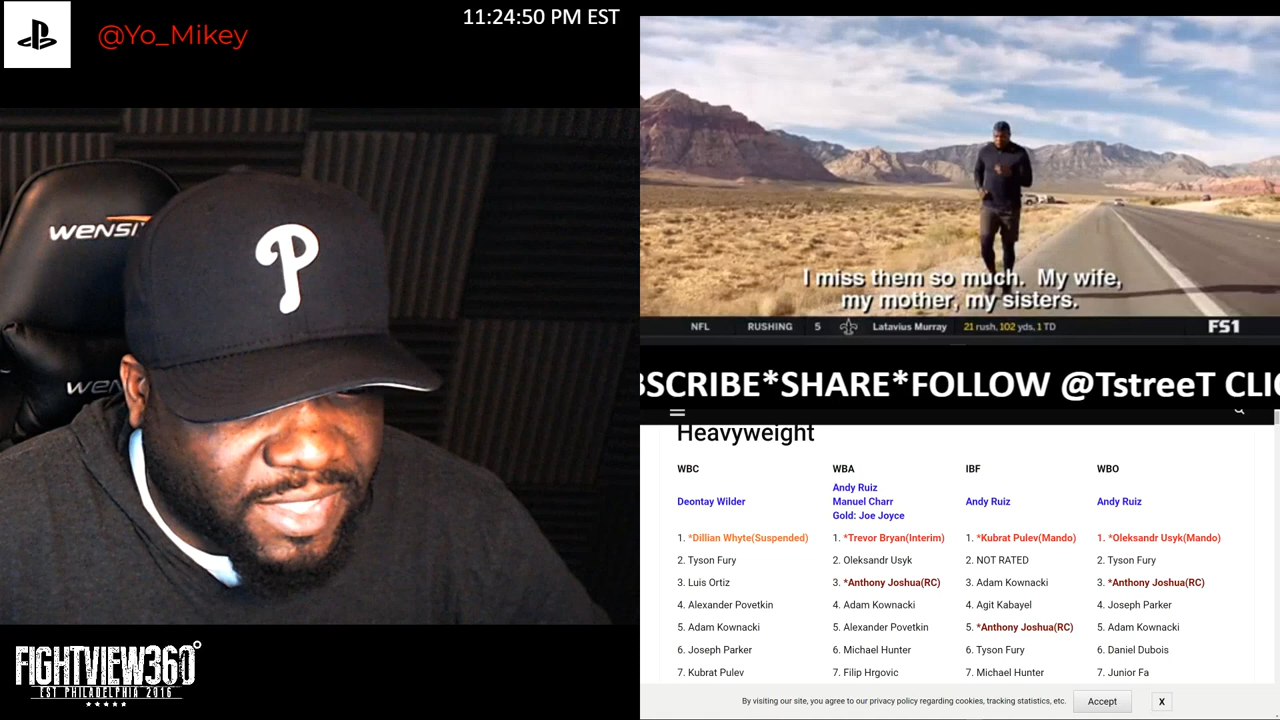 @Yo_Mikey
11:24:50 PM EST
WENSI
WEN
FIGHTVIEW360°
EST PHILADELPHIA 2016
P
I miss them so much. My wife,
my mother, my sisters.
NFL RUSHING 5 Latavius Murray 21 rush, 102 yds, 1 TD FS1
BSCRIBE*SHARE*FOLLOW @TstreeT CLI
Heavyweight
WBC WBA IBF WBO
Andy Ruiz
Deontay Wilder Manuel Charr Andy Ruiz Andy Ruiz
Gold: Joe Joyce
1. *Dillian Whyte(Suspended) 1. *Trevor Bryan(Interim) 1. *Kubrat Pulev(Mando) 1. *Oleksandr Usyk(Mando)
2. Tyson Fury 2. Oleksandr Usyk 2. NOT RATED 2. Tyson Fury
3. Luis Ortiz 3. *Anthony Joshua(RC) 3. Adam Kownacki 3. *Anthony Joshua(RC)
4. Alexander Povetkin 4. Adam Kownacki 4. Agit Kabayel 4. Joseph Parker
5. Adam Kownacki 5. Alexander Povetkin 5. *Anthony Joshua(RC) 5. Adam Kownacki
6. Joseph Parker 6. Michael Hunter 6. Tyson Fury 6. Daniel Dubois
7. Kubrat Pulev 7. Filip Hrgovic 7. Michael Hunter 7. Junior Fa
By visiting our site, you agree to our privacy policy regarding cookies, tracking statistics, etc. Accept X